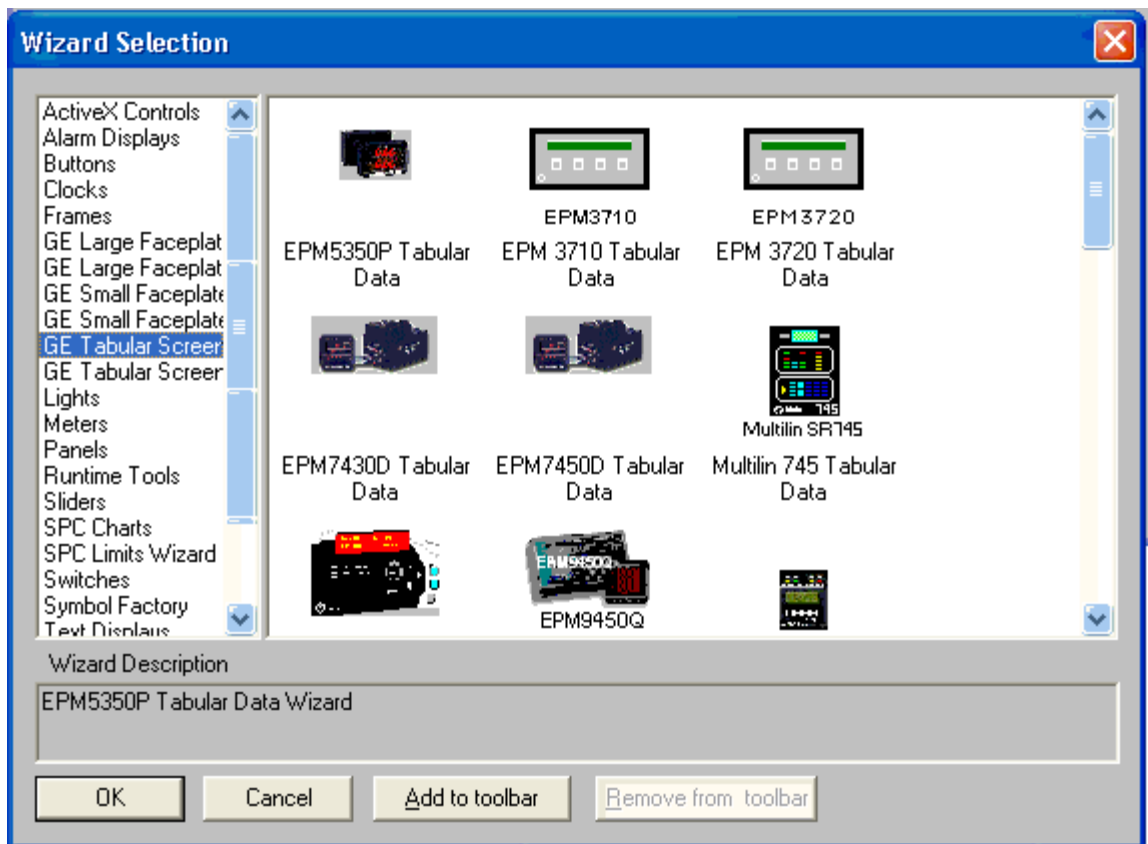 Wizard Selection
ActiveX Controls
Alarm Displays
Buttons
Clocks
Frames
GE Large Faceplat
GE Large Faceplat
GE Small Faceplate
GE Small Faceplate
GE Tabular Screen
GE Tabular Screen
Lights
Meters
Panels
Runtime Tools
Sliders
SPC Charts
SPC Limits Wizard
Switches
Symbol Factory
Text Displays
EPM3710
EPM3720
EPM5350P Tabular Data
EPM 3710 Tabular Data
EPM 3720 Tabular Data
745
Multilin SR745
EPM7430D Tabular Data
EPM7450D Tabular Data
Multilin 745 Tabular Data
EPM9450Q
EPM9450Q
Wizard Description
EPM5350P Tabular Data Wizard
OK
Cancel
Add to toolbar
Remove from toolbar